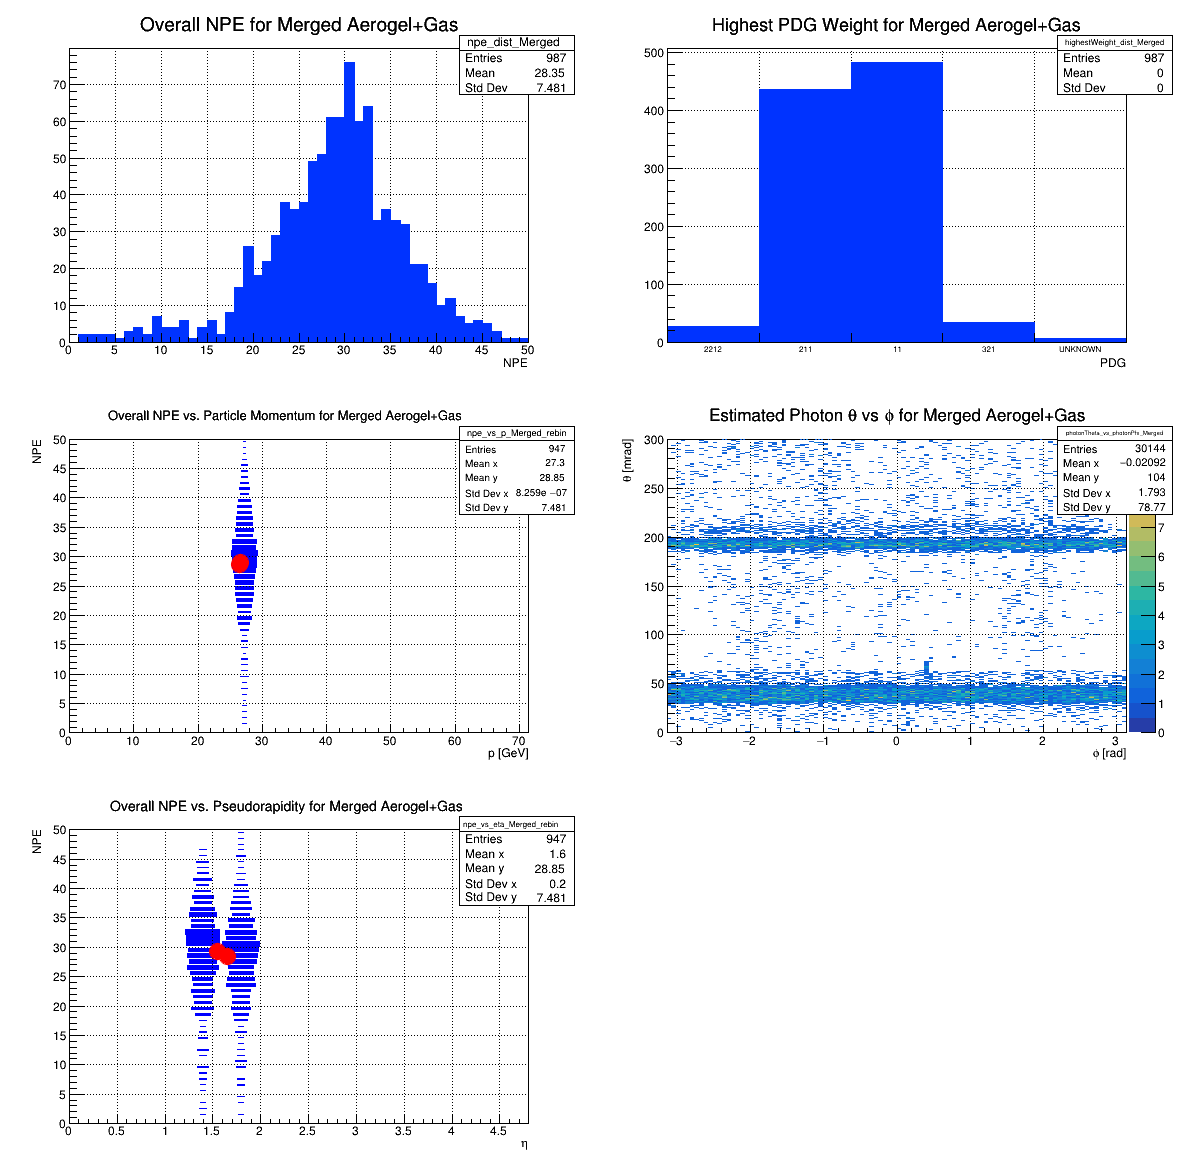 Overall NPE for Merged Aerogel+Gas
npe_dist_Merged
Entries 987
Mean 28.35
Std Dev 7.481
70
60
50
40
30
20
10
0
0 5 10 15 20 25 30 35 40 45 50
NPE
Highest PDG Weight for Merged Aerogel+Gas
highestWeight_dist_Merged
Entries 987
Mean 0
Std Dev 0
500
400
300
200
100
0
2212 211 11 321 UNKNOWN
PDG
Overall NPE vs. Particle Momentum for Merged Aerogel+Gas
npe_vs_p_Merged_rebin
Entries 947
Mean x 27.3
Mean y 28.85
Std Dev x 8.259e −07
Std Dev y 7.481
NPE
50
45
40
35
30
25
20
15
10
5
0
0 10 20 30 40 50 60 70
p [GeV]
Estimated Photon θ vs ϕ for Merged Aerogel+Gas
photonTheta_vs_photonPhi_Merged
Entries 30144
Mean x −0.02092
Mean y 104
Std Dev x 1.793
Std Dev y 78.77
θ [mrad]
300
250
200
150
100
50
0
−3 −2 −1 0 1 2 3
ϕ [rad]
7
6
5
4
3
2
1
0
Overall NPE vs. Pseudorapidity for Merged Aerogel+Gas
npe_vs_eta_Merged_rebin
Entries 947
Mean x 1.6
Mean y 28.85
Std Dev x 0.2
Std Dev y 7.481
NPE
50
45
40
35
30
25
20
15
10
5
0
0 0.5 1 1.5 2 2.5 3 3.5 4 4.5
η